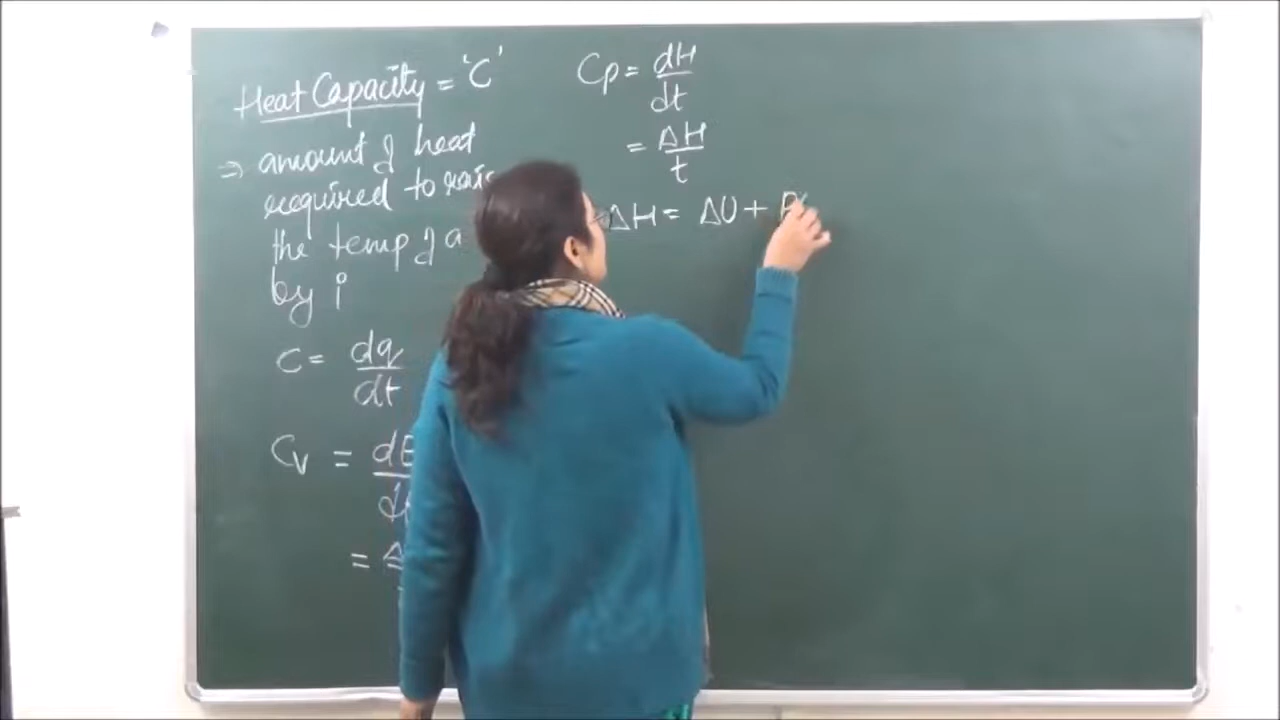 Heat Capacity = 'C'
⇒ amount of heat
required to rais
the temp of a
by i
C = dq/dt
Cv = dE
= Δ
Cp = dH/dt
= ΔH/t
ΔH = ΔU +